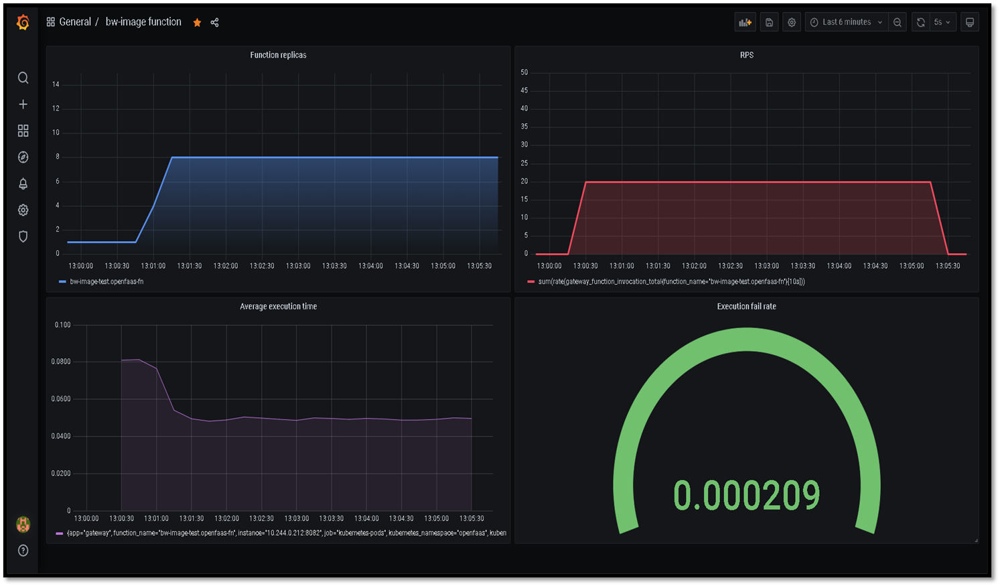 General / bw-image function
Last 6 minutes
5s
Function replicas
14
12
10
8
6
4
2
0
13:00:00 13:00:30 13:01:00 13:01:30 13:02:00 13:02:30 13:03:00 13:03:30 13:04:00 13:04:30 13:05:00 13:05:30
bw-image-test.openfaas-fn
RPS
50
45
40
35
30
25
20
15
10
5
0
13:00:00 13:00:30 13:01:00 13:01:30 13:02:00 13:02:30 13:03:00 13:03:30 13:04:00 13:04:30 13:05:00 13:05:30
sum(rate(gateway_function_invocation_total{function_name="bw-image-test.openfaas-fn"}[10s]))
Average execution time
0.100
0.0800
0.0600
0.0400
0.0200
0
13:00:00 13:00:30 13:01:00 13:01:30 13:02:00 13:02:30 13:03:00 13:03:30 13:04:00 13:04:30 13:05:00 13:05:30
{app="gateway", function_name="bw-image-test.openfaas-fn", instance="10.244.0.212:8082", job="kubernetes-pods", kubernetes_namespace="openfaas", kubern
Execution fail rate
0.000209